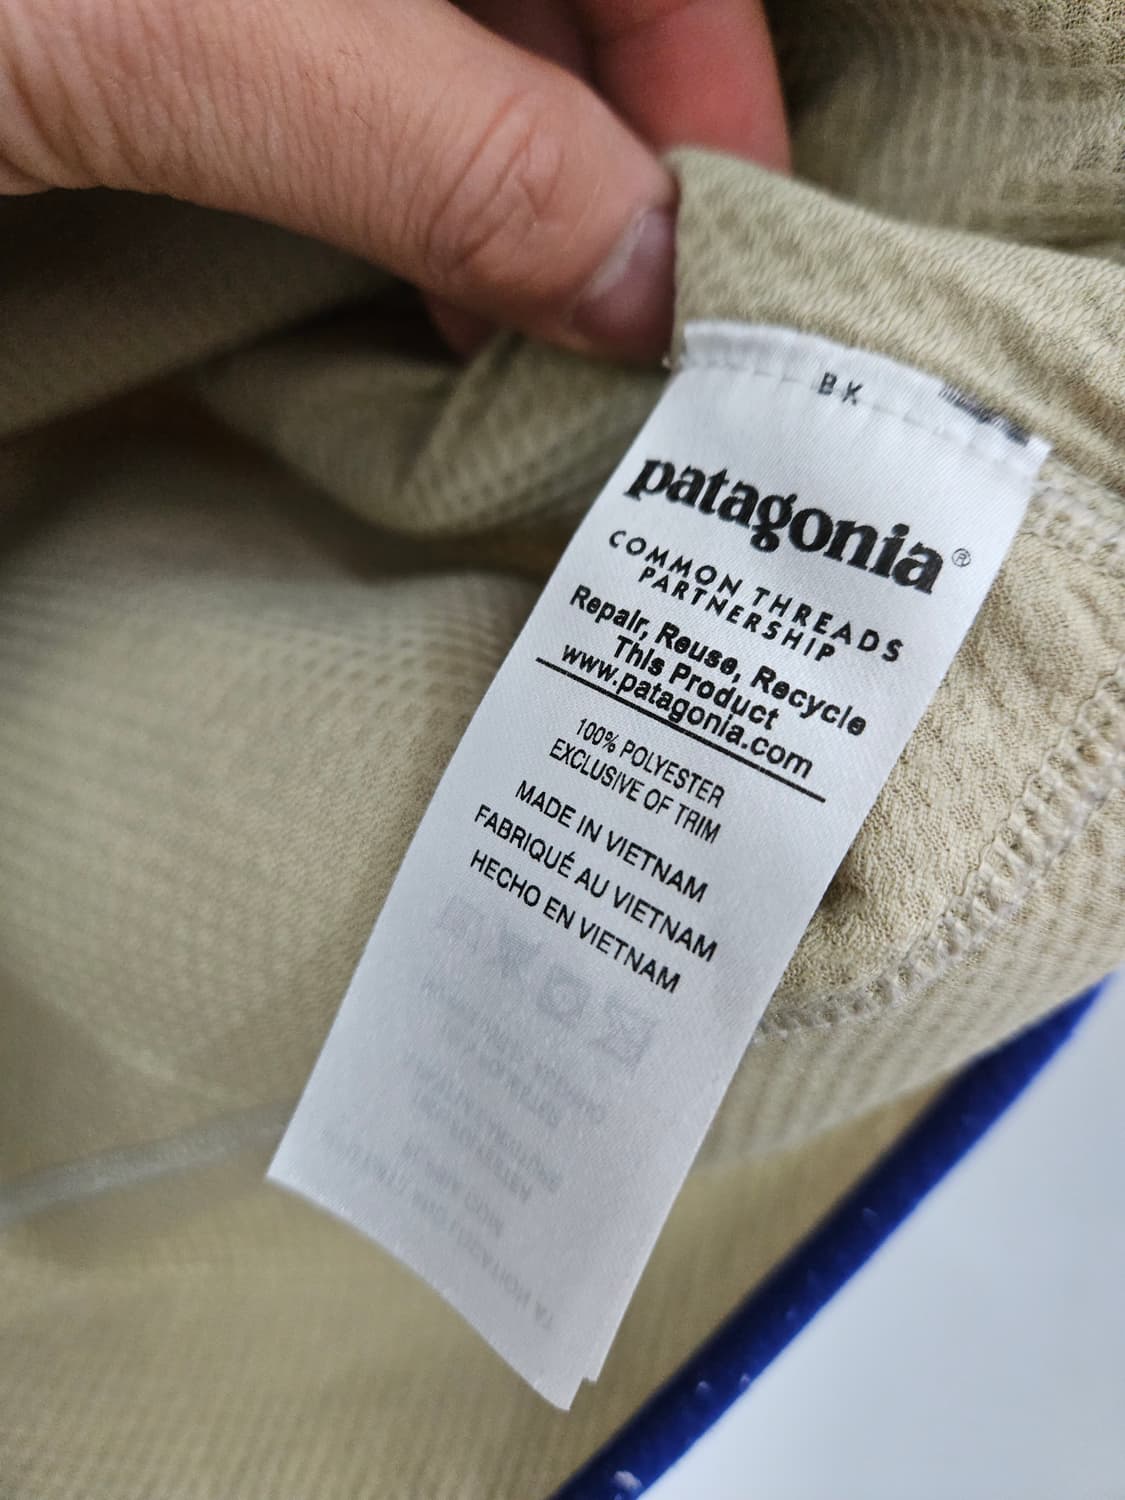 BK
patagonia®
COMMON THREADS
PARTNERSHIP
Repair, Reuse, Recycle
This Product
www.patagonia.com
100% POLYESTER
EXCLUSIVE OF TRIM
MADE IN VIETNAM
FABRIQUÉ AU VIETNAM
HECHO EN VIETNAM